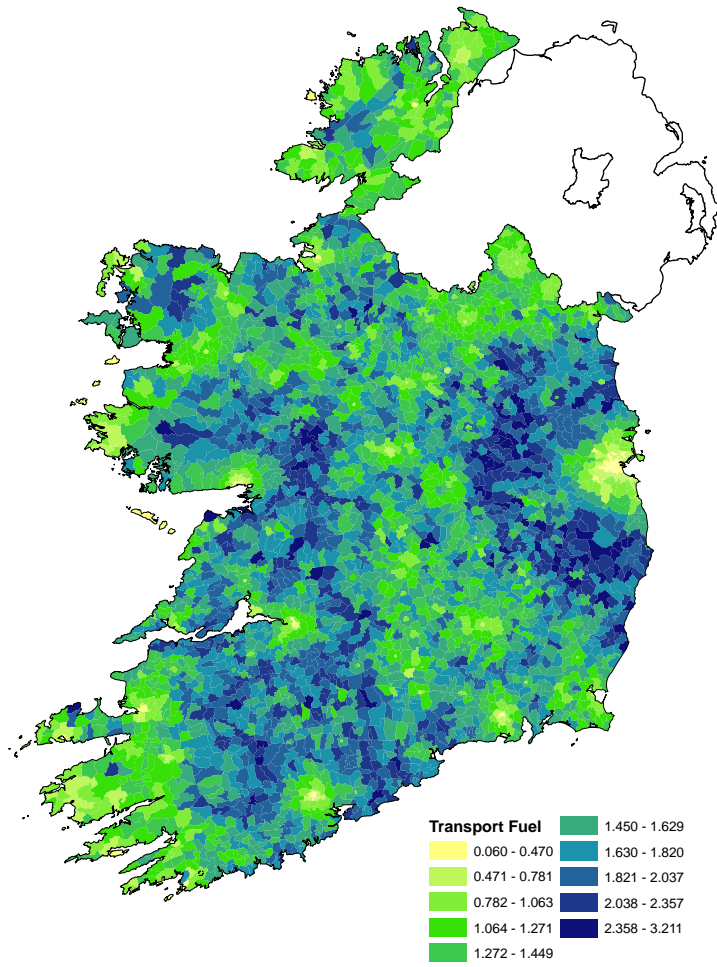 Transport Fuel
0.060 - 0.470
0.471 - 0.781
0.782 - 1.063
1.064 - 1.271
1.272 - 1.449
1.450 - 1.629
1.630 - 1.820
1.821 - 2.037
2.038 - 2.357
2.358 - 3.211